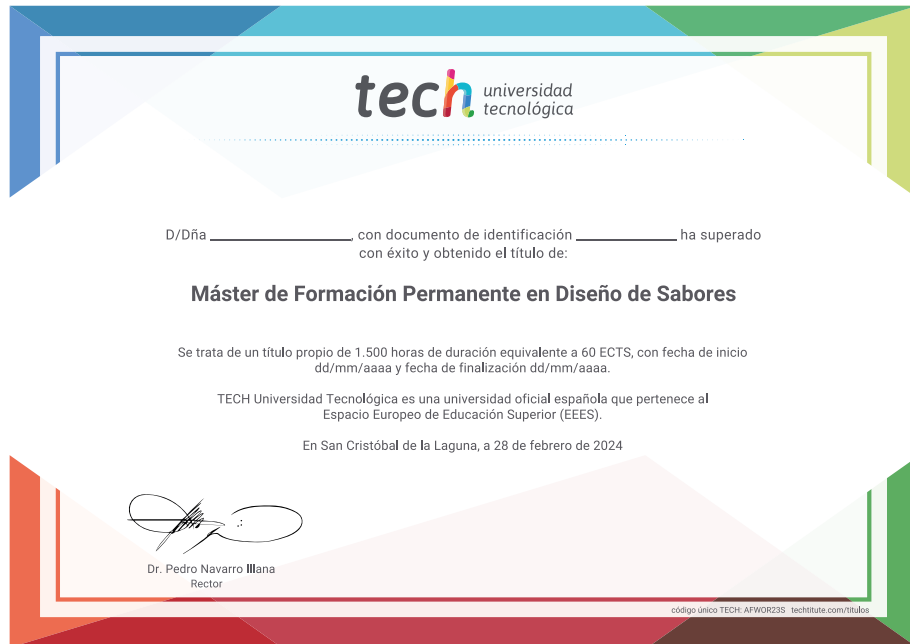 tech universidad
tecnológica
D/Dña ________________, con documento de identificación ____________ ha superado
con éxito y obtenido el título de:
Máster de Formación Permanente en Diseño de Sabores
Se trata de un título propio de 1.500 horas de duración equivalente a 60 ECTS, con fecha de inicio
dd/mm/aaaa y fecha de finalización dd/mm/aaaa.
TECH Universidad Tecnológica es una universidad oficial española que pertenece al
Espacio Europeo de Educación Superior (EEES).
En San Cristóbal de la Laguna, a 28 de febrero de 2024
Dr. Pedro Navarro Illana
Rector
código único TECH: AFWOR23S techtitute.com/titulos